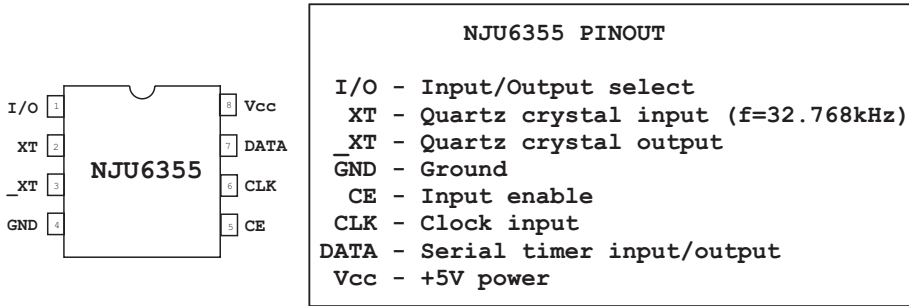 I/O 1
XT 2
_XT 3
GND 4
NJU6355
8 Vcc
7 DATA
6 CLK
5 CE
NJU6355 PINOUT
I/O - Input/Output select
XT - Quartz crystal input (f=32.768kHz)
_XT - Quartz crystal output
GND - Ground
CE - Input enable
CLK - Clock input
DATA - Serial timer input/output
Vcc - +5V power